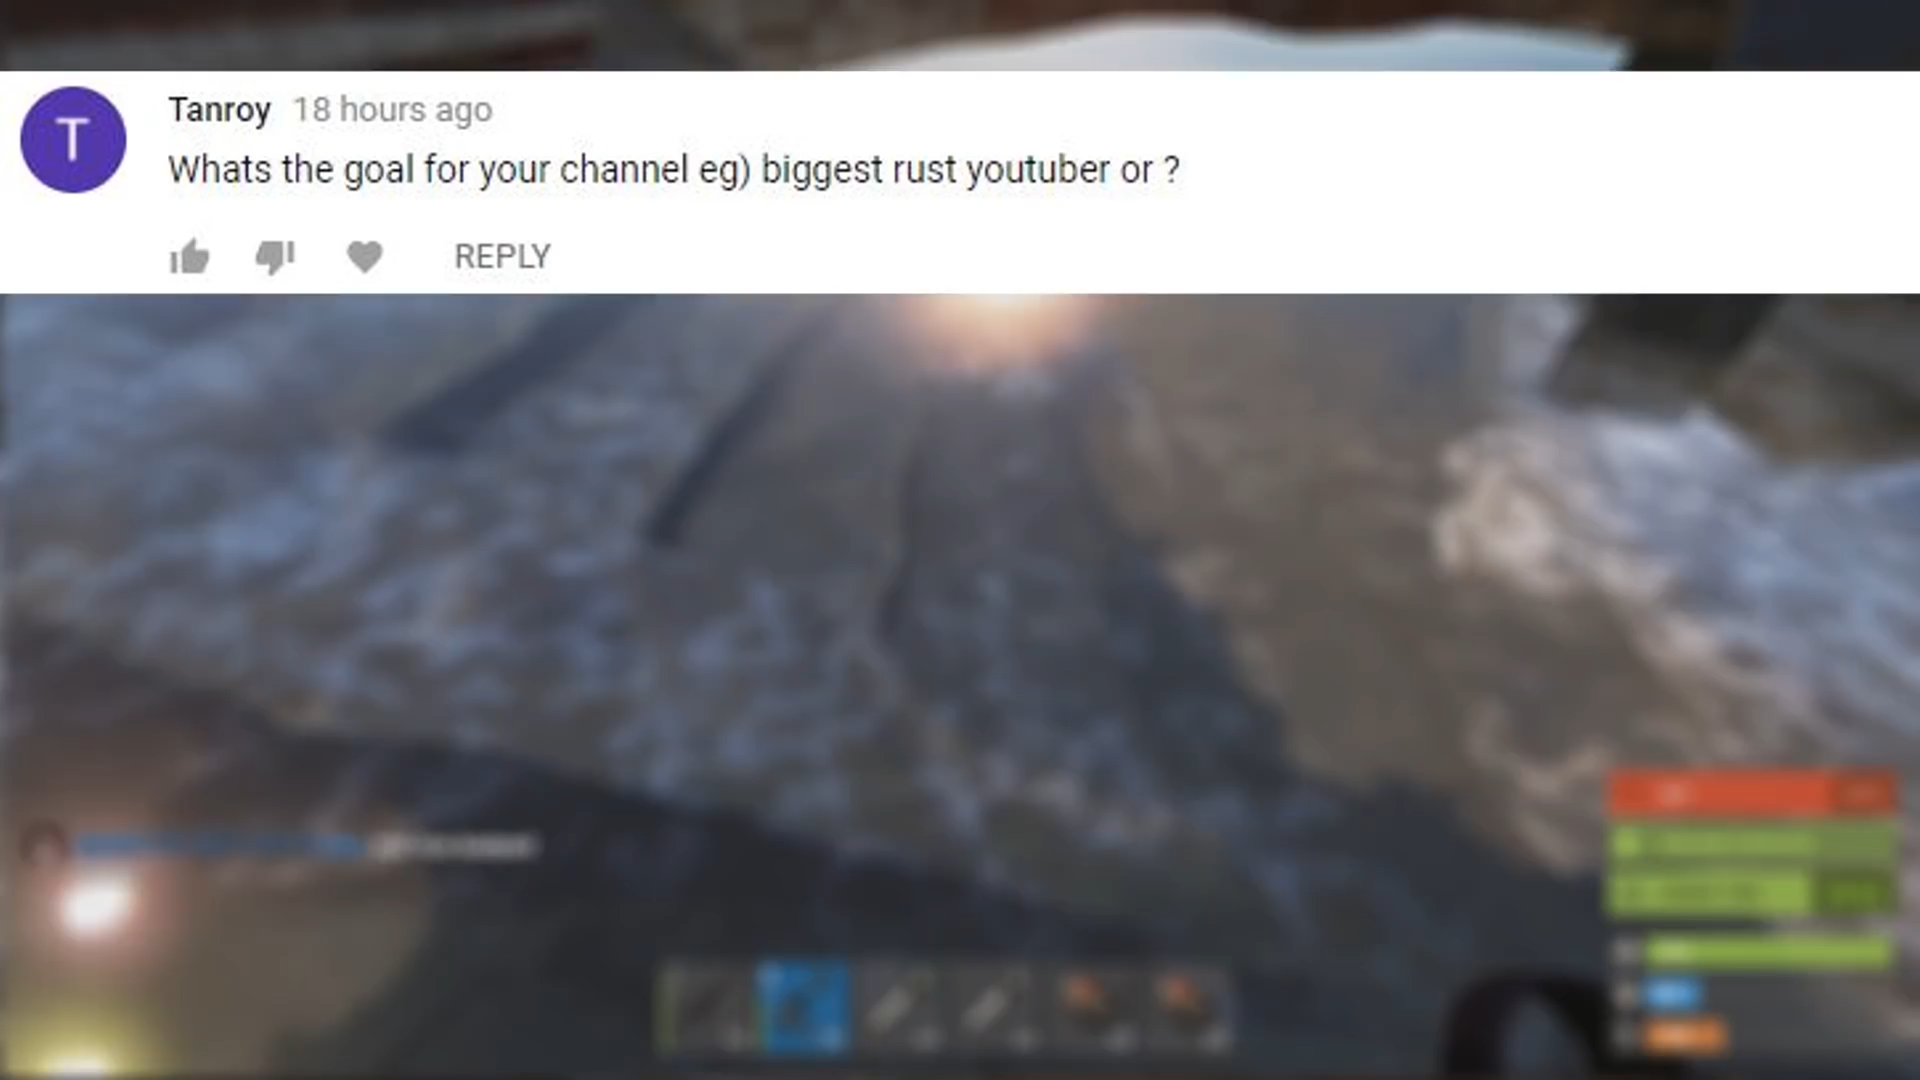 T
Tanroy 18 hours ago
Whats the goal for your channel eg) biggest rust youtuber or ?
REPLY